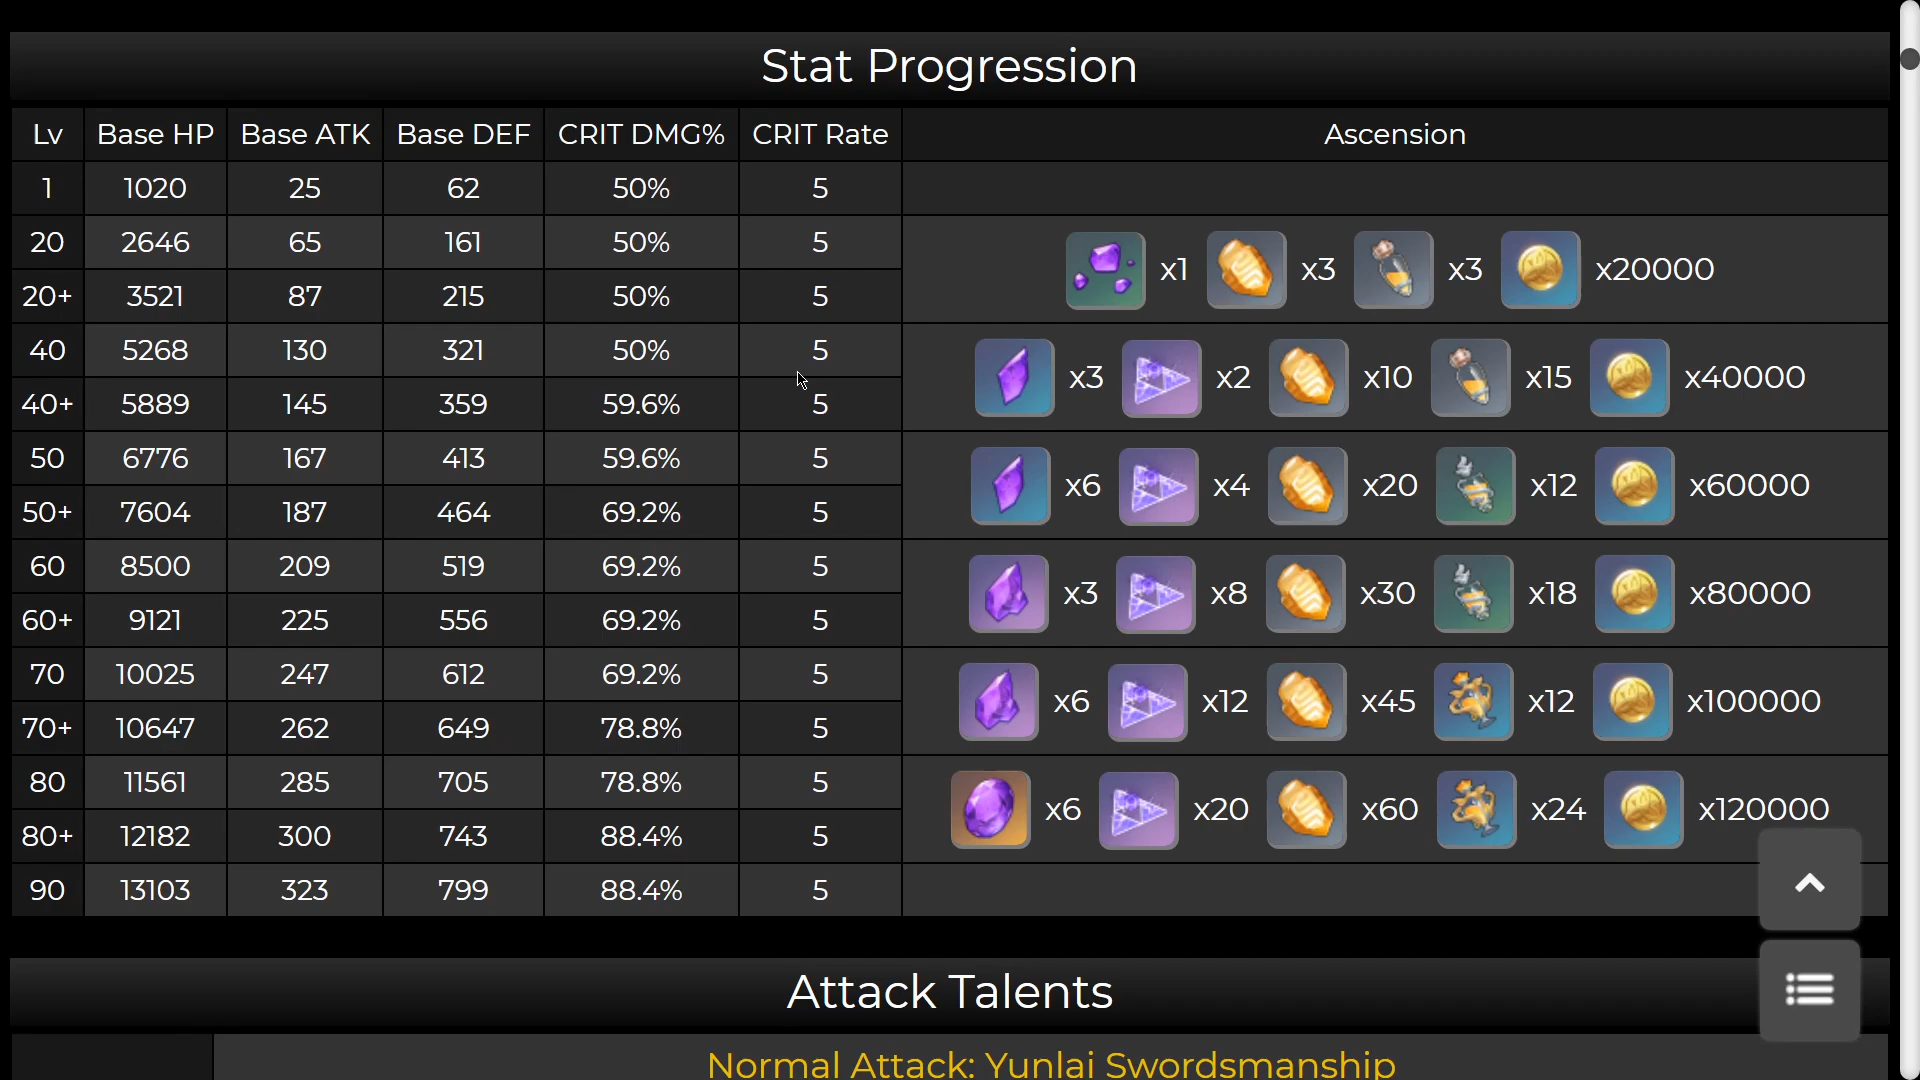 Stat Progression
Lv Base HP Base ATK Base DEF CRIT DMG% CRIT Rate Ascension
1 1020 25 62 50% 5
20 2646 65 161 50% 5
x1 x3 x3 x20000
20+ 3521 87 215 50% 5
40 5268 130 321 50% 5
x3 x2 x10 x15 x40000
40+ 5889 145 359 59.6% 5
50 6776 167 413 59.6% 5
x6 x4 x20 x12 x60000
50+ 7604 187 464 69.2% 5
60 8500 209 519 69.2% 5
x3 x8 x30 x18 x80000
60+ 9121 225 556 69.2% 5
70 10025 247 612 69.2% 5
x6 x12 x45 x12 x100000
70+ 10647 262 649 78.8% 5
80 11561 285 705 78.8% 5
x6 x20 x60 x24 x120000
80+ 12182 300 743 88.4% 5
90 13103 323 799 88.4% 5
Attack Talents
Normal Attack: Yunlai Swordsmanship